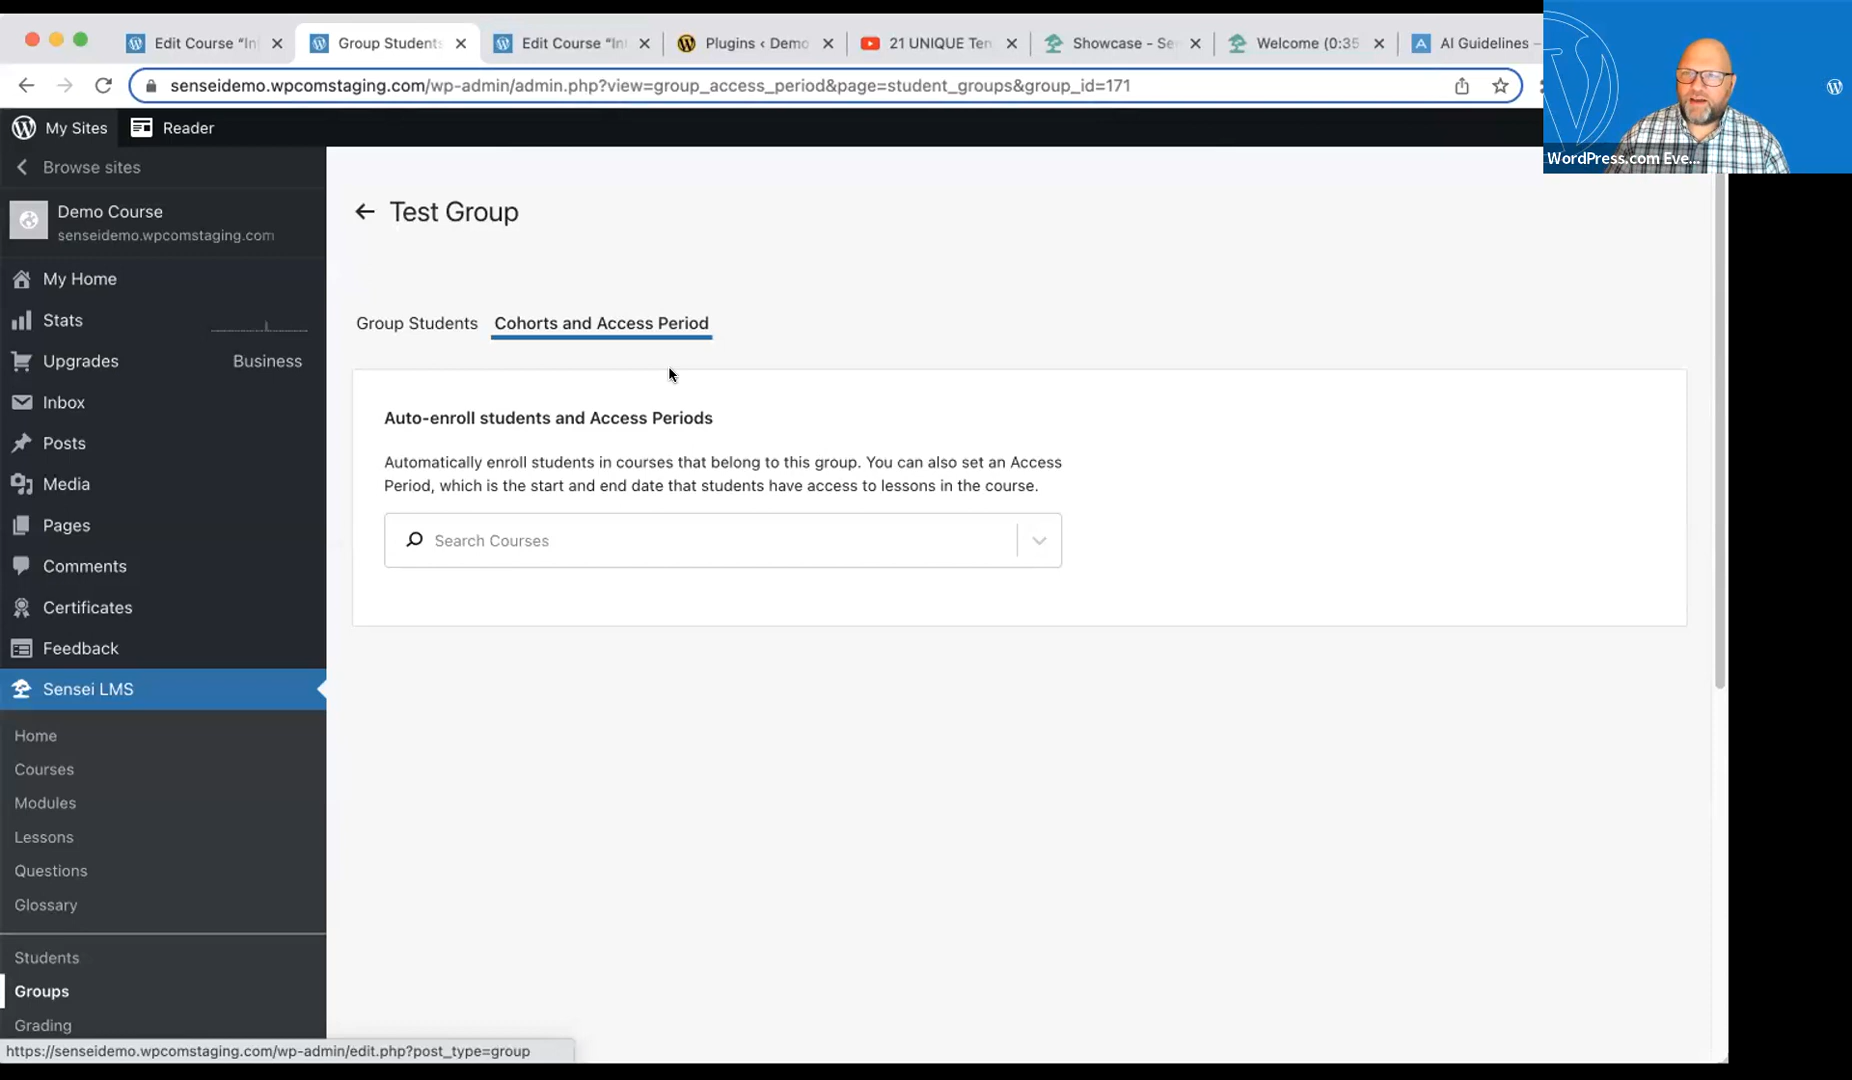 Edit Course “In
Group Students
Edit Course “In
Plugins ‹ Demo
21 UNIQUE Ten
Showcase - Se
Welcome (0:35
AI Guidelines –
senseidemo.wpcomstaging.com/wp-admin/admin.php?view=group_access_period&page=student_groups&group_id=171
WordPress.com Eve...
My Sites
Reader
Browse sites
Demo Course
senseidemo.wpcomstaging.com
My Home
Stats
Upgrades
Business
Inbox
Posts
Media
Pages
Comments
Certificates
Feedback
Sensei LMS
Home
Courses
Modules
Lessons
Questions
Glossary
Students
Groups
Grading
https://senseidemo.wpcomstaging.com/wp-admin/edit.php?post_type=group
Test Group
Group Students
Cohorts and Access Period
Auto-enroll students and Access Periods
Automatically enroll students in courses that belong to this group. You can also set an Access
Period, which is the start and end date that students have access to lessons in the course.
Search Courses